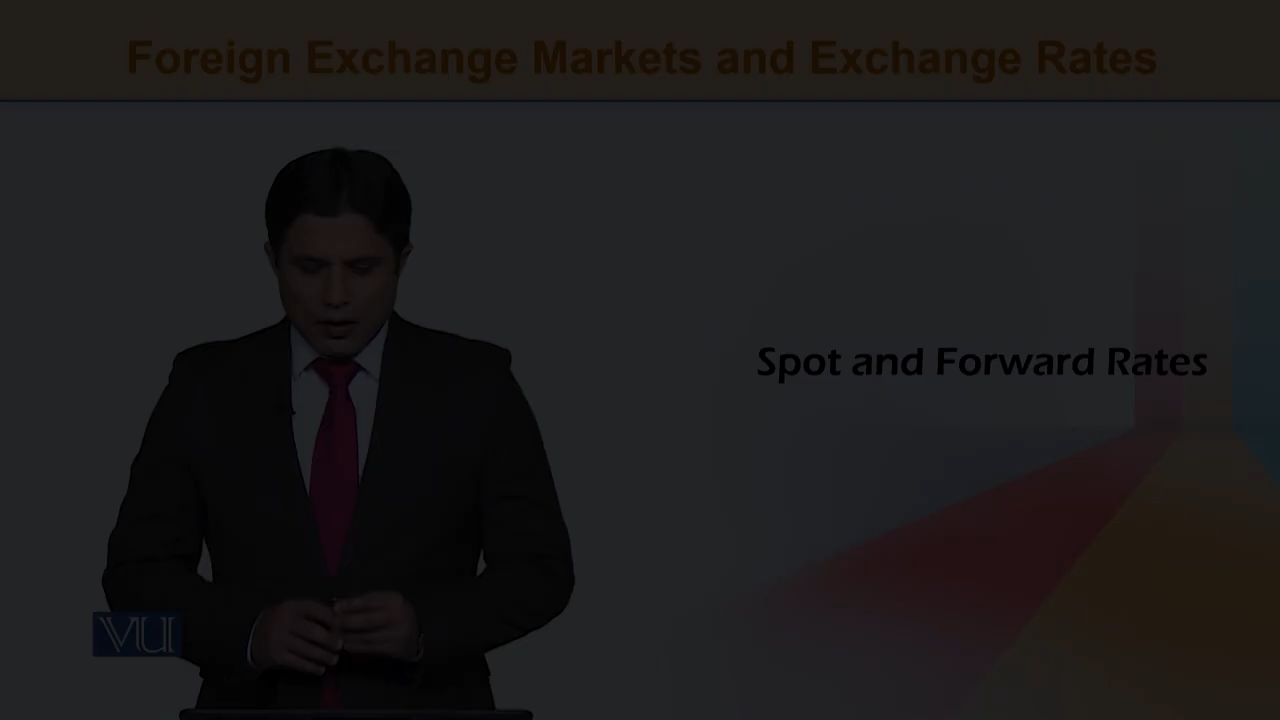 Foreign Exchange Markets and Exchange Rates
Spot and Forward Rates
VU